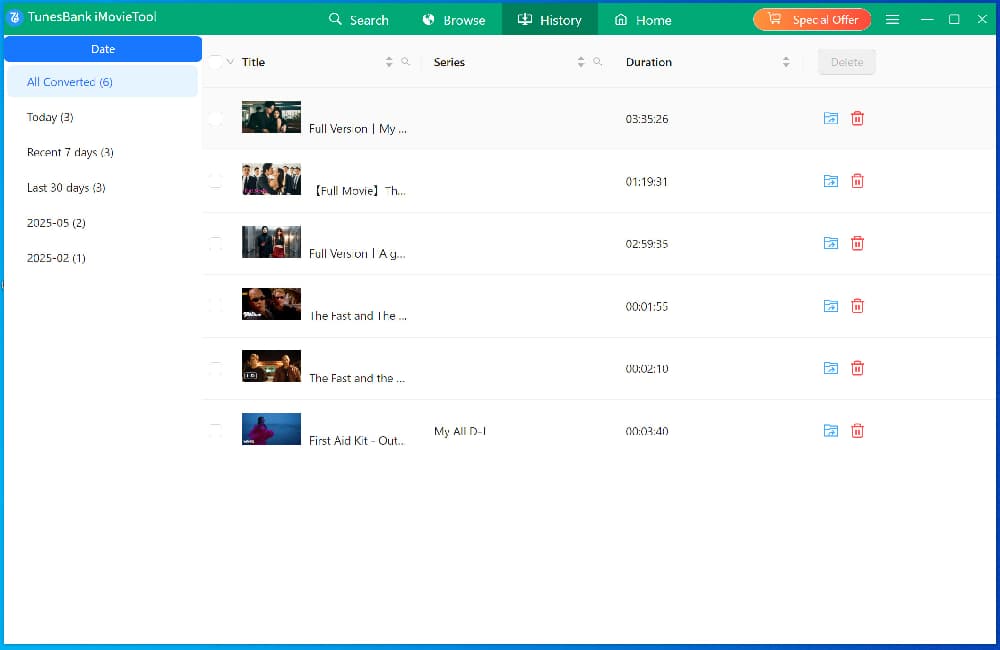 TunesBank iMovieTool
Search
Browse
History
Home
Special Offer
Date
All Converted (6)
Today (3)
Recent 7 days (3)
Last 30 days (3)
2025-05 (2)
2025-02 (1)
Title
Series
Duration
Delete
Full Version | My ...
03:35:26
【Full Movie】Th...
01:19:31
Full Version | A g...
02:59:35
The Fast and The ...
00:01:55
The Fast and the ...
00:02:10
First Aid Kit - Out...
My All D-I
00:03:40